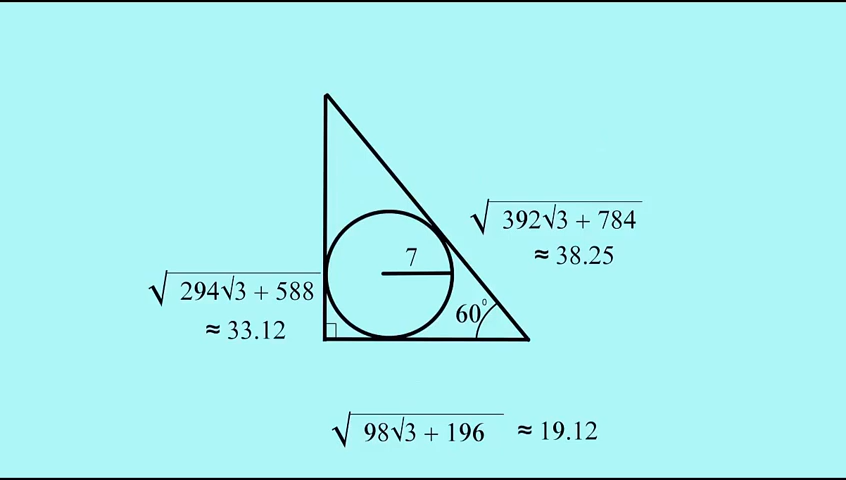 √392√3 + 784
7
≈ 38.25
√294√3 + 588
60°
≈ 33.12
√98√3 + 196 ≈ 19.12